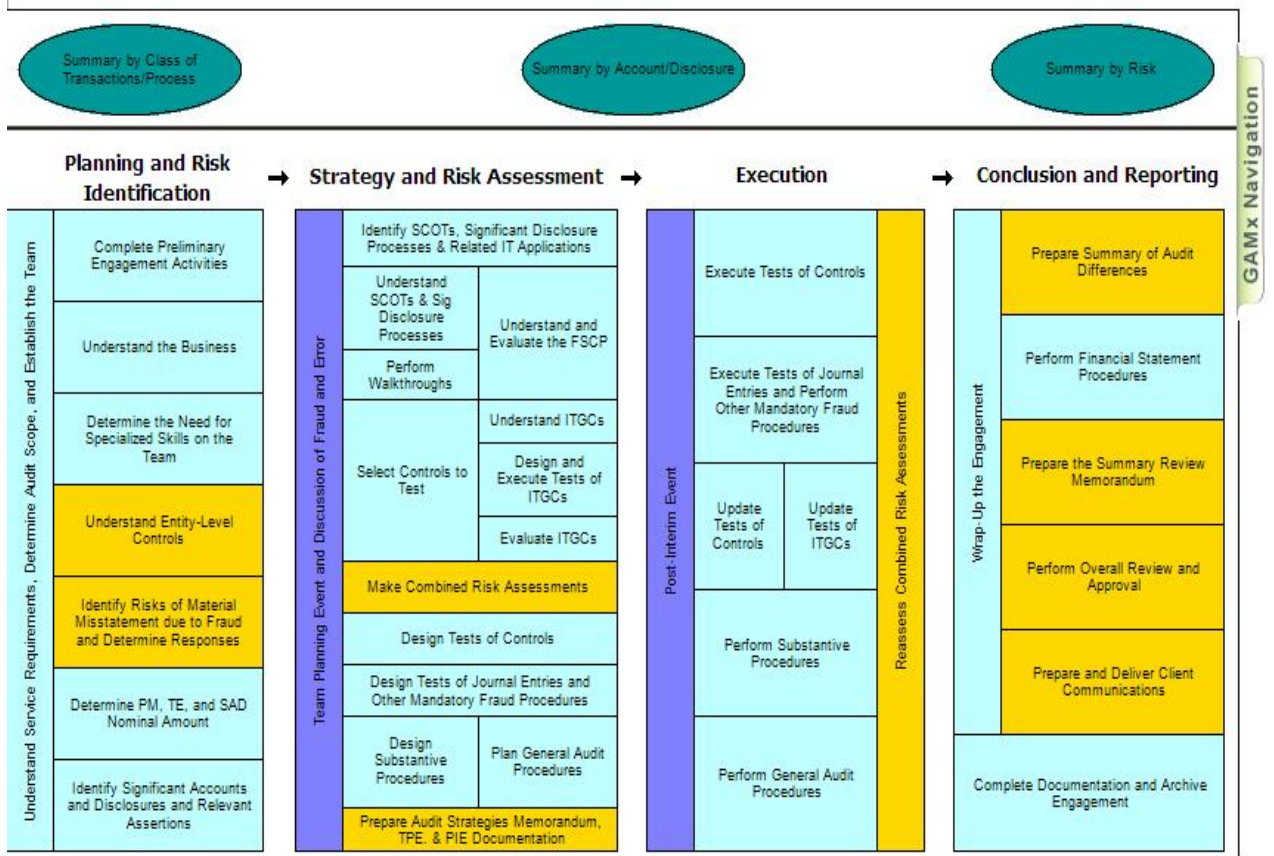 Summary by Class of
Transactions/Process
Summary by Account/Disclosure
Summary by Risk
GAMx Navigation
Planning and Risk
Identification
Strategy and Risk Assessment
Execution
Conclusion and Reporting
Understand Service Requirements, Determine Audit Scope, and Establish the Team
Complete Preliminary
Engagement Activities
Understand the Business
Determine the Need for
Specialized Skills on the
Team
Understand Entity-Level
Controls
Identify Risks of Material
Misstatement due to Fraud
and Determine Responses
Determine PM, TE, and SAD
Nominal Amount
Identify Significant Accounts
and Disclosures and Relevant
Assertions
Team Planning Event and Discussion of Fraud and Error
Identify SCOTs, Significant Disclosure
Processes & Related IT Applications
Understand
SCOTs & Sig
Disclosure
Processes
Understand and
Evaluate the FSCP
Perform
Walkthroughs
Select Controls to
Test
Understand ITGCs
Design and
Execute Tests of
ITGCs
Evaluate ITGCs
Make Combined Risk Assessments
Design Tests of Controls
Design Tests of Journal Entries and
Other Mandatory Fraud Procedures
Design
Substantive
Procedures
Plan General Audit
Procedures
Prepare Audit Strategies Memorandum,
TPE. & PIE Documentation
Post-Interim Event
Execute Tests of Controls
Execute Tests of Journal
Entries and Perform
Other Mandatory Fraud
Procedures
Update
Tests of
Controls
Update
Tests of
ITGCs
Perform Substantive
Procedures
Perform General Audit
Procedures
Reassess Combined Risk Assessments
Wrap-Up the Engagement
Prepare Summary of Audit
Differences
Perform Financial Statement
Procedures
Prepare the Summary Review
Memorandum
Perform Overall Review and
Approval
Prepare and Deliver Client
Communications
Complete Documentation and Archive
Engagement